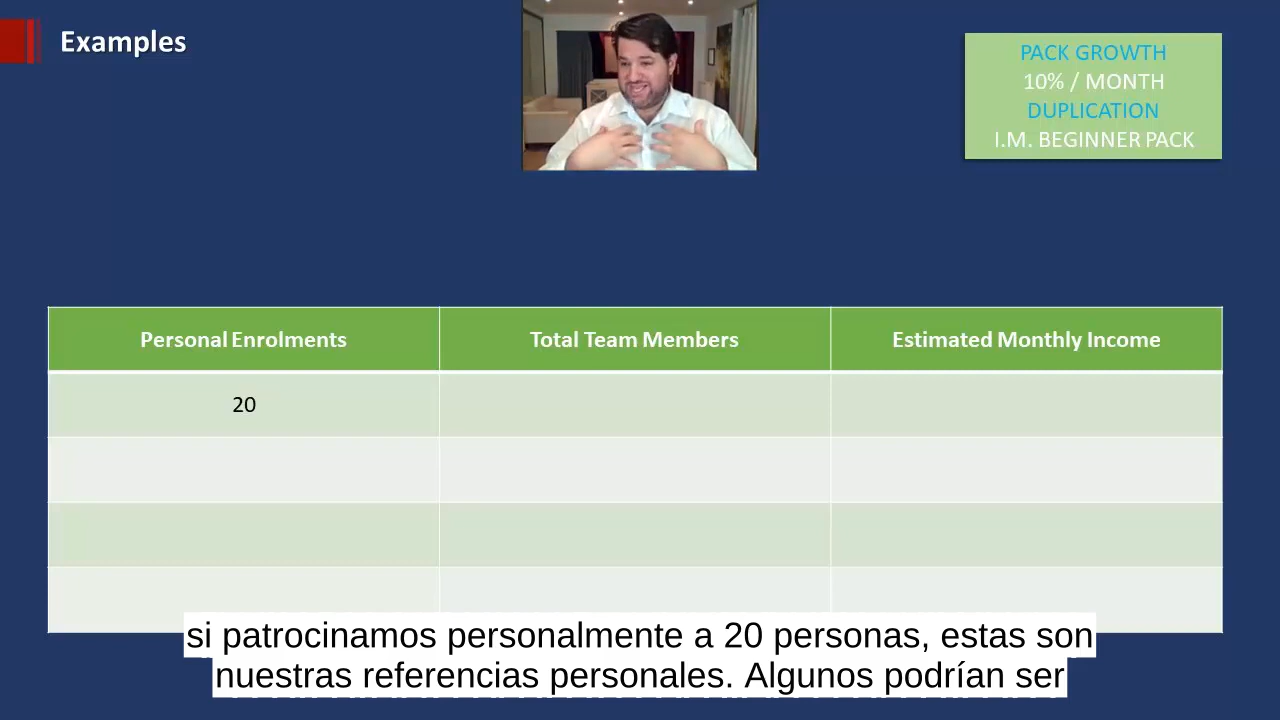 Examples
PACK GROWTH
10% / MONTH
DUPLICATION
I.M. BEGINNER PACK
Personal Enrolments
Total Team Members
Estimated Monthly Income
20
si patrocinamos personalmente a 20 personas, estas son
nuestras referencias personales. Algunos podrían ser